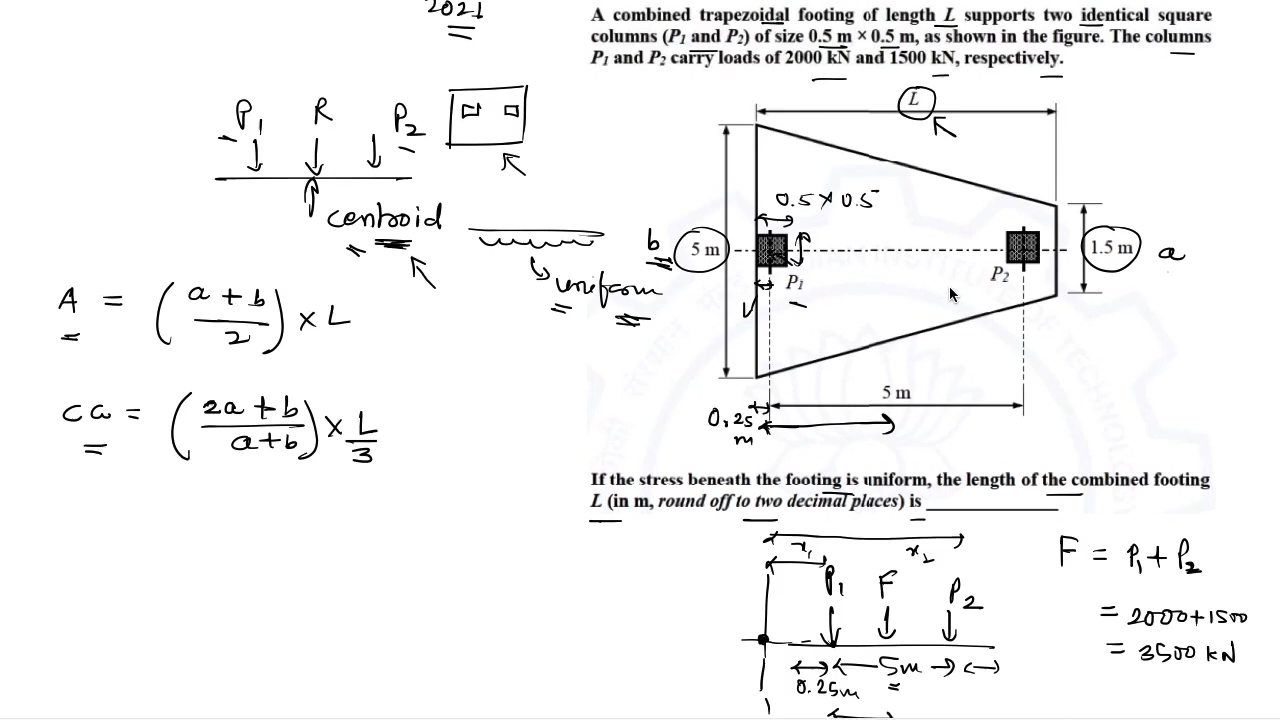 2021
A combined trapezoidal footing of length L supports two identical square
columns (P1 and P2) of size 0.5 m × 0.5 m, as shown in the figure. The columns
P1 and P2 carry loads of 2000 kN and 1500 kN, respectively.
P1 R P2
L
centroid
uniform
0.5 × 0.5
b 5 m
1.5 m a
P1
P2
A = (a + b / 2) × L
CG = (2a + b / a + b) × L/3
5 m
0.25 m
If the stress beneath the footing is uniform, the length of the combined footing
L (in m, round off to two decimal places) is ____________
x1 x2
P1 F P2
0.25m 5m
F = P1 + P2
= 2000+1500
= 3500 kN